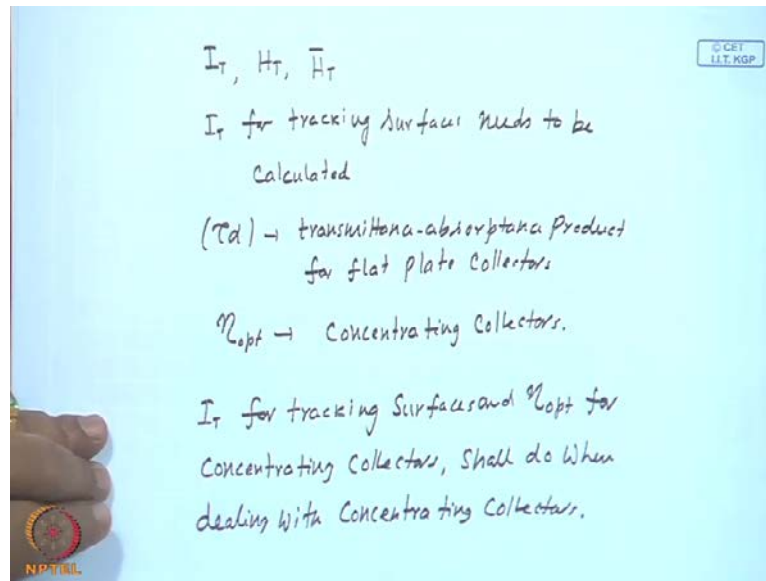 I_T, H_T, H̅_T
© CET
I.I.T. KGP
I_T for tracking surfaces needs to be
calculated
(τα) → transmittance-absorptance Product
for flat plate collectors
η_opt → Concentrating Collectors.
I_T for tracking Surfaces and η_opt for
Concentrating Collectors, shall do when
dealing with Concentrating Collectors.
NPTEL